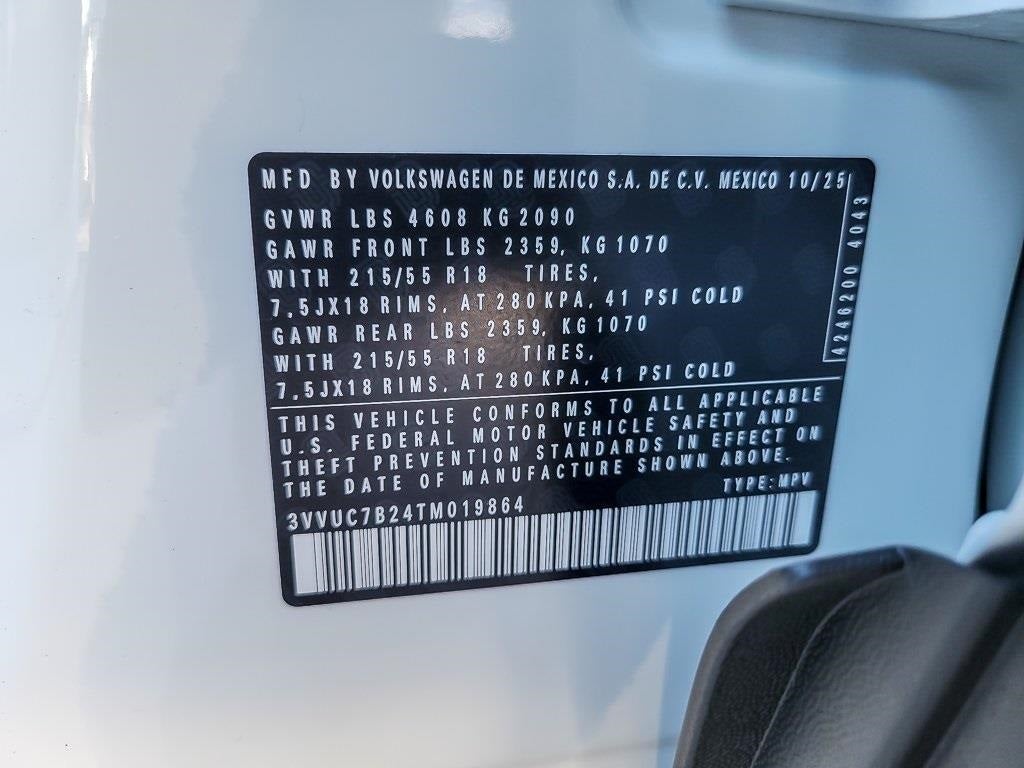 MFD BY VOLKSWAGEN DE MEXICO S.A. DE C.V. MEXICO 10/25
GVWR LBS 4608 KG 2090
GAWR FRONT LBS 2359, KG 1070
WITH 215/55 R18 TIRES,
7,5JX18 RIMS, AT 280 KPA, 41 PSI COLD
GAWR REAR LBS 2359, KG 1070
WITH 215/55 R18 TIRES,
7,5JX18 RIMS, AT 280 KPA, 41 PSI COLD
4246200 4043
THIS VEHICLE CONFORMS TO ALL APPLICABLE
U.S. FEDERAL MOTOR VEHICLE SAFETY AND
THEFT PREVENTION STANDARDS IN EFFECT ON
THE DATE OF MANUFACTURE SHOWN ABOVE.
TYPE: MPV
3VVUC7B24TM019864